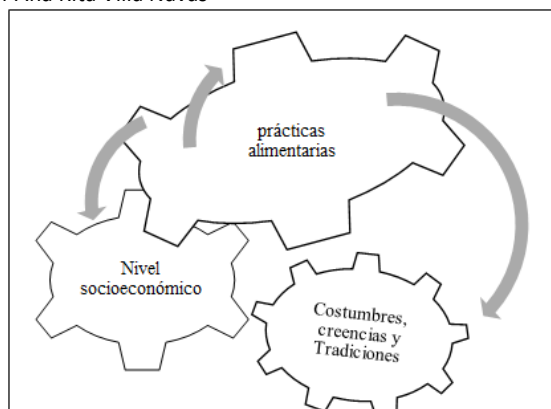 Ana Rita Villa Navas
prácticas
alimentarias
Nivel
socioeconómico
Costumbres,
creencias y
Tradiciones